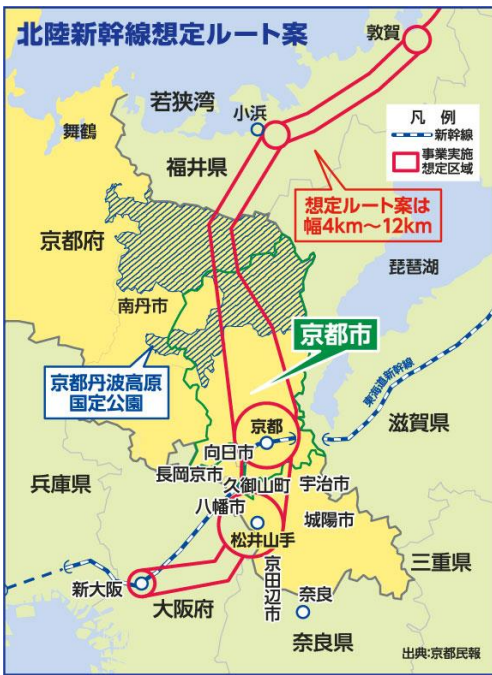 北陸新幹線想定ルート案
敦賀
若狭湾
小浜
舞鶴
福井県
凡例
新幹線
事業実施
想定区域
想定ルート案は
幅4km～12km
京都府
琵琶湖
南丹市
京都市
京都丹波高原
国定公園
東海道新幹線
滋賀県
京都
向日市
長岡京市
久御山町
宇治市
兵庫県
八幡市
城陽市
松井山手
京田辺市
三重県
新大阪
大阪府
奈良
奈良県
出典:京都民報